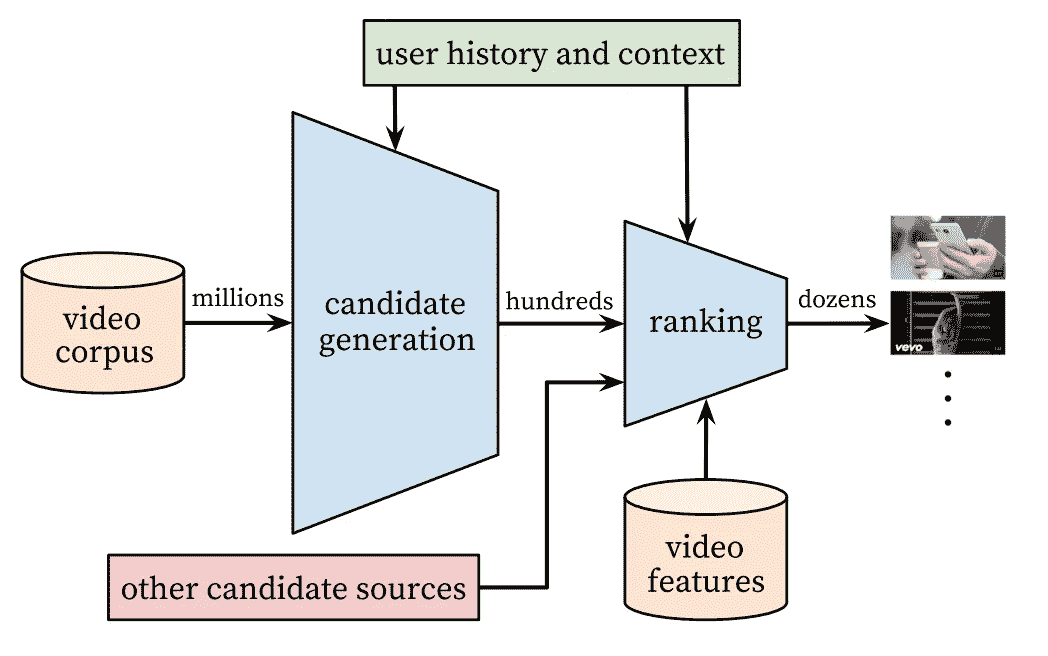 user history and context
video
corpus
millions
candidate
generation
hundreds
ranking
dozens
vevo
other candidate sources
video
features